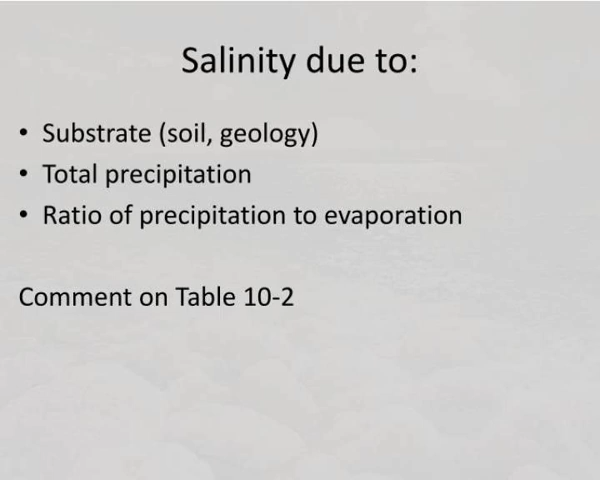 Salinity due to:
• Substrate (soil, geology)
• Total precipitation
• Ratio of precipitation to evaporation
Comment on Table 10-2